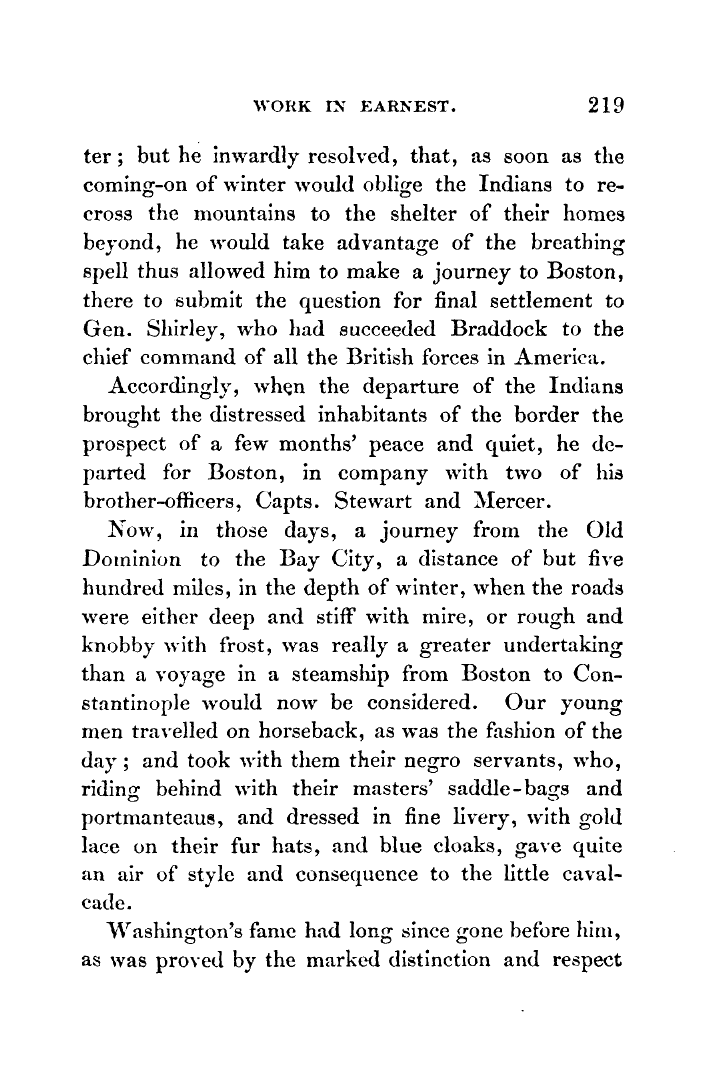 WORK IN EARNEST. 219
ter; but he inwardly resolved, that, as soon as the
coming-on of winter would oblige the Indians to re-
cross the mountains to the shelter of their homes
beyond, he would take advantage of the breathing
spell thus allowed him to make a journey to Boston,
there to submit the question for final settlement to
Gen. Shirley, who had succeeded Braddock to the
chief command of all the British forces in America.
Accordingly, when the departure of the Indians
brought the distressed inhabitants of the border the
prospect of a few months' peace and quiet, he de-
parted for Boston, in company with two of his
brother-officers, Capts. Stewart and Mercer.
Now, in those days, a journey from the Old
Dominion to the Bay City, a distance of but five
hundred miles, in the depth of winter, when the roads
were either deep and stiff with mire, or rough and
knobby with frost, was really a greater undertaking
than a voyage in a steamship from Boston to Con-
stantinople would now be considered. Our young
men travelled on horseback, as was the fashion of the
day; and took with them their negro servants, who,
riding behind with their masters' saddle-bags and
portmanteaus, and dressed in fine livery, with gold
lace on their fur hats, and blue cloaks, gave quite
an air of style and consequence to the little caval-
cade.
Washington's fame had long since gone before him,
as was proved by the marked distinction and respect